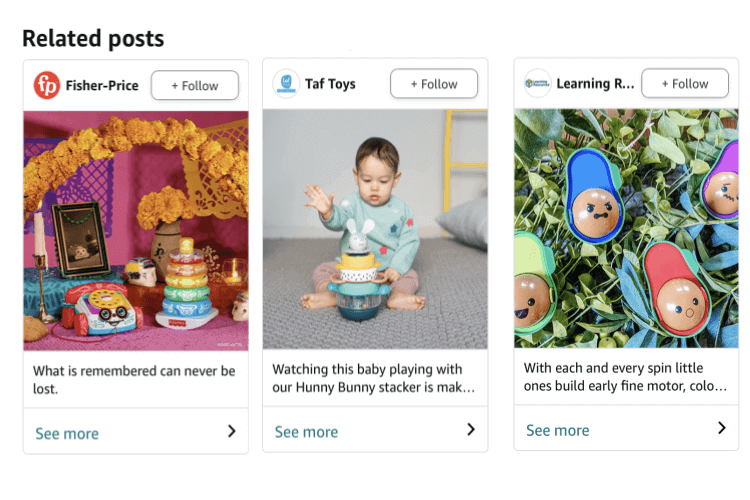 Related posts
fp
Fisher-Price
+ Follow
What is remembered can never be
lost.
See more
Taf Toys
+ Follow
Watching this baby playing with
our Hunny Bunny stacker is mak...
See more
Learning R...
+ Follow
With each and every spin little
ones build early fine motor, colo...
See more